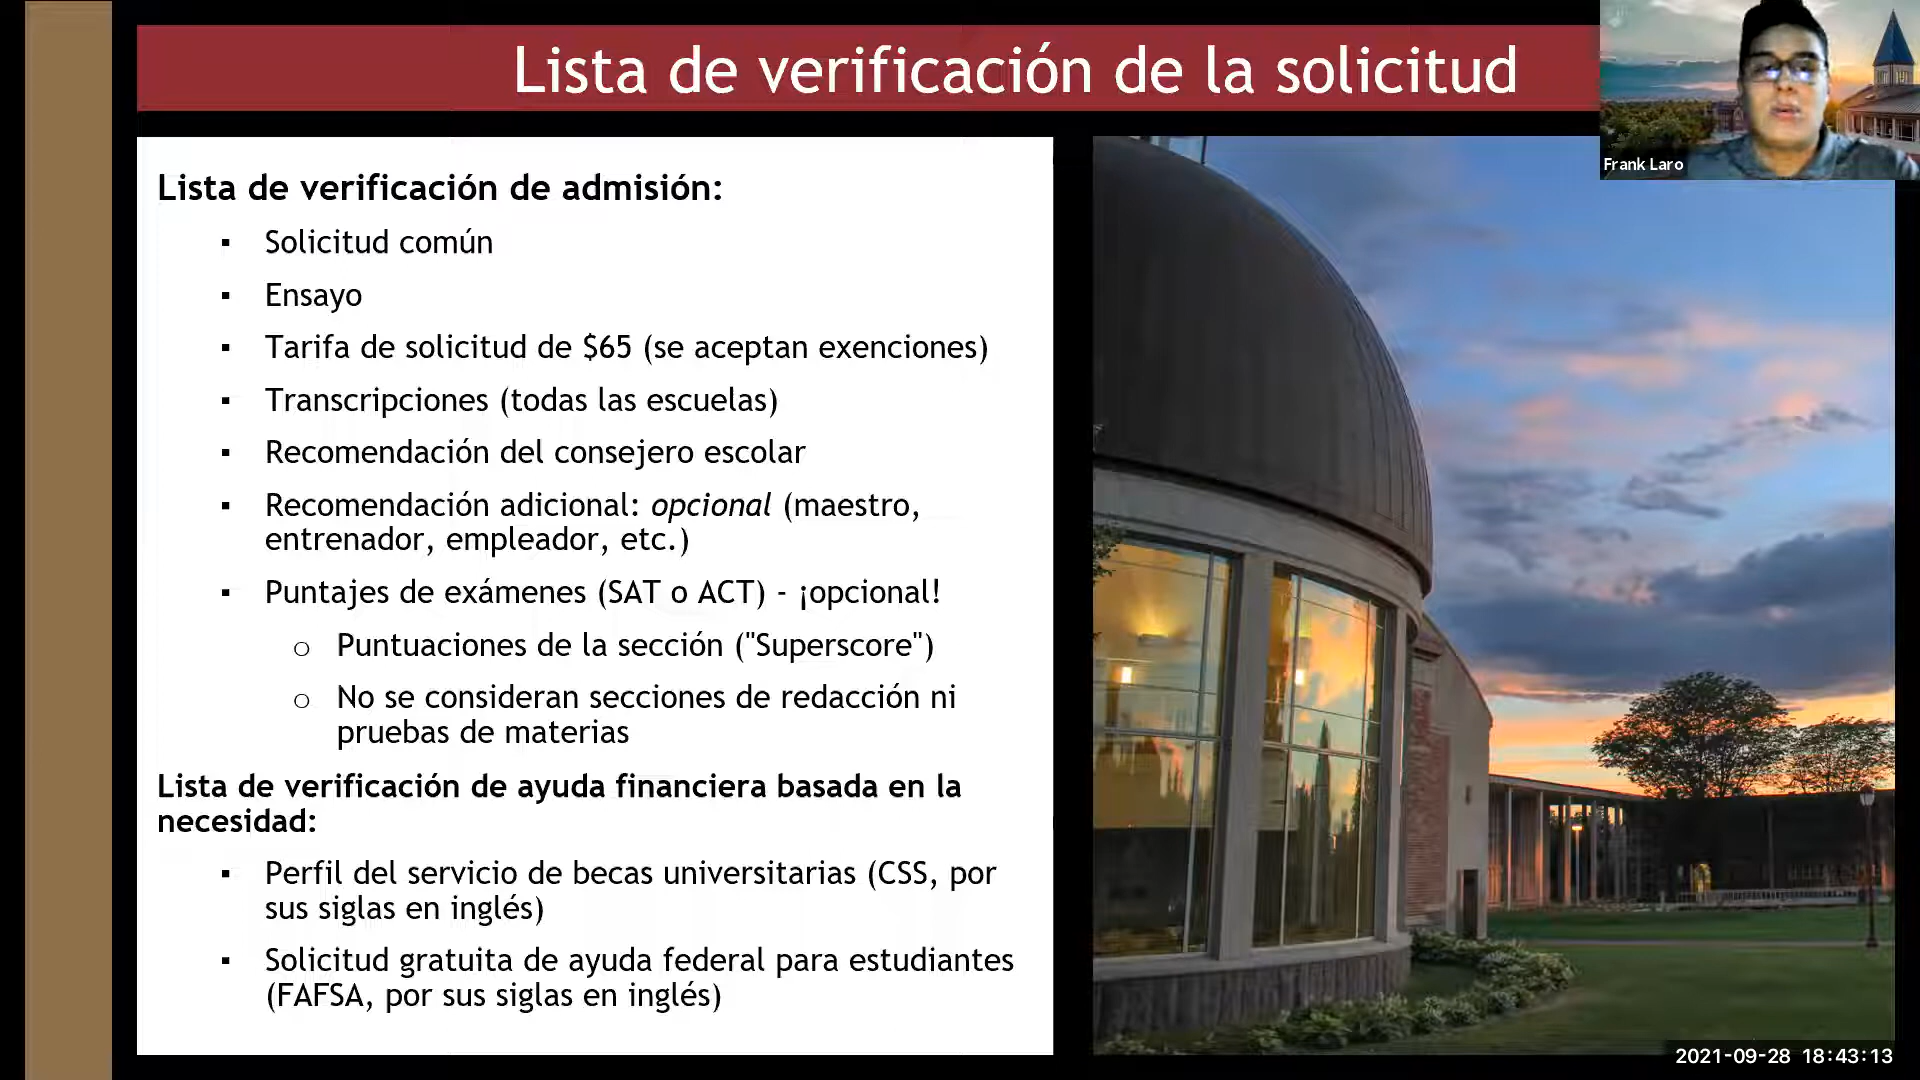 Lista de verificación de la solicitud
Frank Laro
Lista de verificación de admisión:
▪ Solicitud común
▪ Ensayo
▪ Tarifa de solicitud de $65 (se aceptan exenciones)
▪ Transcripciones (todas las escuelas)
▪ Recomendación del consejero escolar
▪ Recomendación adicional: opcional (maestro,
entrenador, empleador, etc.)
▪ Puntajes de exámenes (SAT o ACT) - ¡opcional!
o Puntuaciones de la sección ("Superscore")
o No se consideran secciones de redacción ni
pruebas de materias
Lista de verificación de ayuda financiera basada en la
necesidad:
▪ Perfil del servicio de becas universitarias (CSS, por
sus siglas en inglés)
▪ Solicitud gratuita de ayuda federal para estudiantes
(FAFSA, por sus siglas en inglés)
2021-09-28 18:43:13